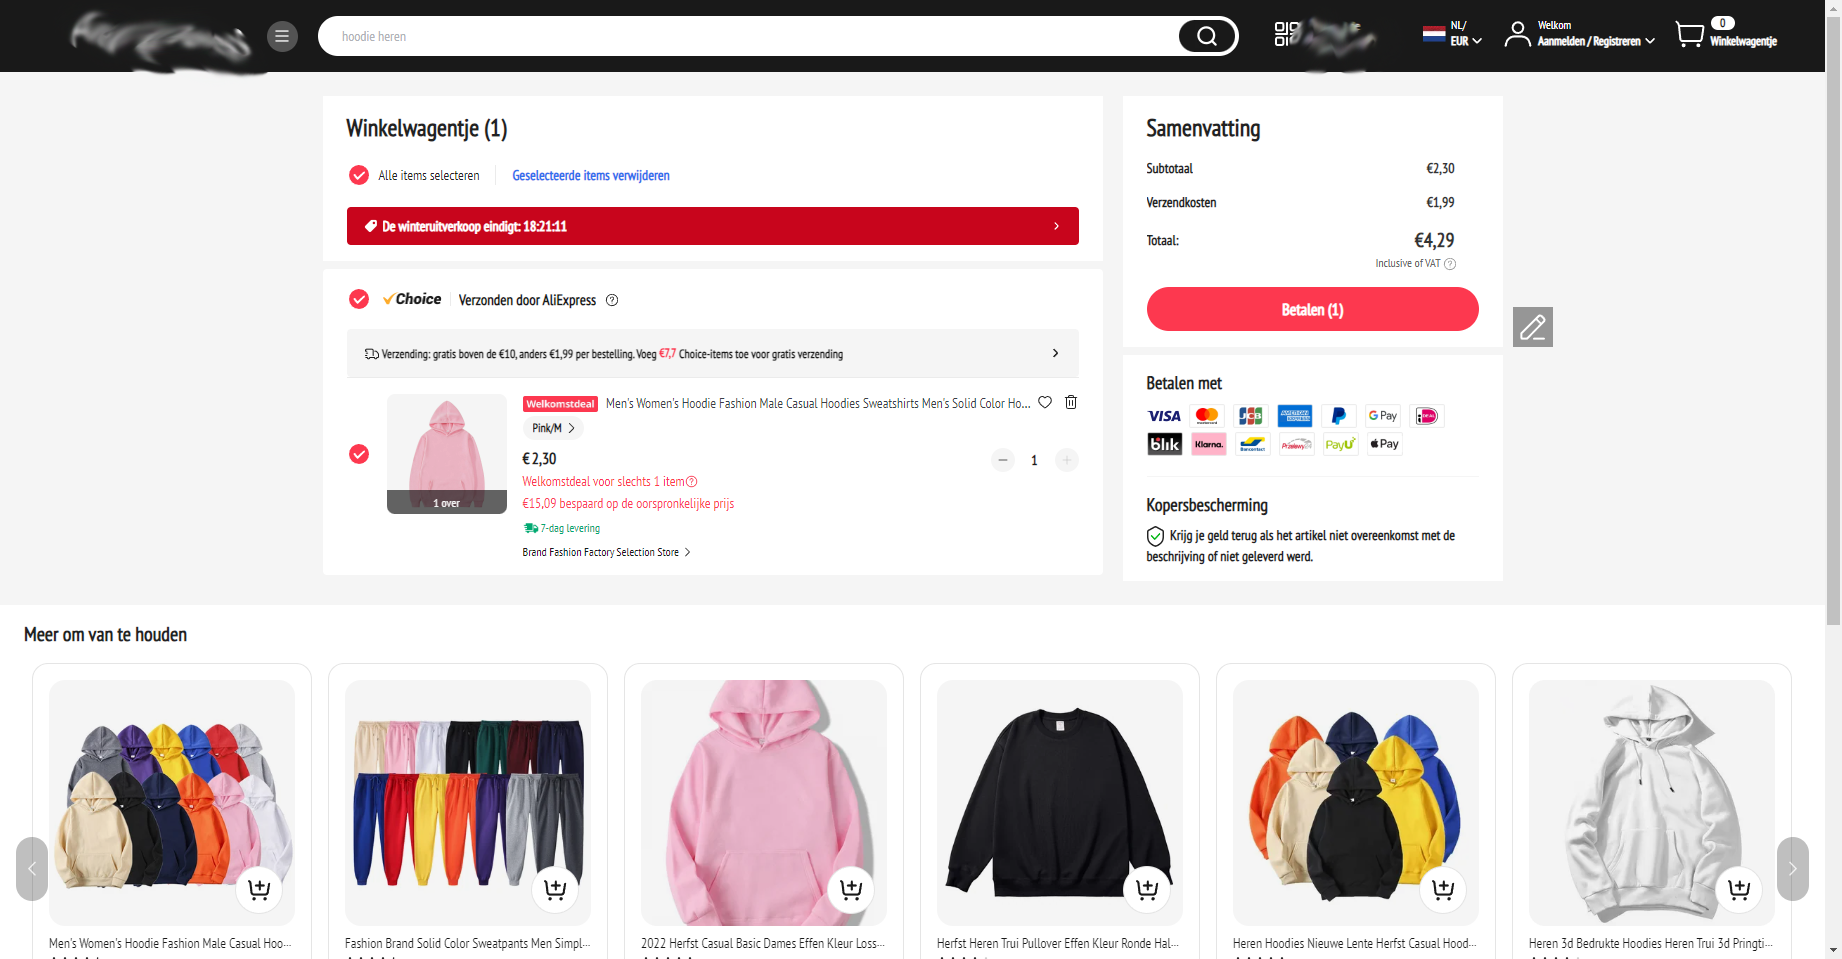 hoodie heren
NL/
EUR
Welkom
Aanmelden / Registreren
0
Winkelwagentje
Winkelwagentje (1)
Alle items selecteren
Geselecteerde items verwijderen
De winteruitverkoop eindigt: 18:21:11
Choice
Verzonden door AliExpress
Verzending: gratis boven de €10, anders €1,99 per bestelling. Voeg €7,7 Choice-items toe voor gratis verzending
Welkomstdeal Men's Women's Hoodie Fashion Male Casual Hoodies Sweatshirts Men's Solid Color Ho...
Pink/M
€2,30
1
Welkomstdeal voor slechts 1 item
€15,09 bespaard op de oorspronkelijke prijs
1 over
7-dag levering
Brand Fashion Factory Selection Store
Samenvatting
Subtotaal €2,30
Verzendkosten €1,99
Totaal: €4,29
Inclusive of VAT
Betalen (1)
Betalen met
VISA mastercard JCB AMERICAN EXPRESS G Pay iDEAL
blik Klarna. Bancontact Przelewy24 PayU Pay
Kopersbescherming
Krijg je geld terug als het artikel niet overeenkomst met de
beschrijving of niet geleverd werd.
Meer om van te houden
Men's Women's Hoodie Fashion Male Casual Hoo...
Fashion Brand Solid Color Sweatpants Men Simpl...
2022 Herfst Casual Basic Dames Effen Kleur Loss...
Herfst Heren Trui Pullover Effen Kleur Ronde Hal...
Heren Hoodies Nieuwe Lente Herfst Casual Hood...
Heren 3d Bedrukte Hoodies Heren Trui 3d Pringti...